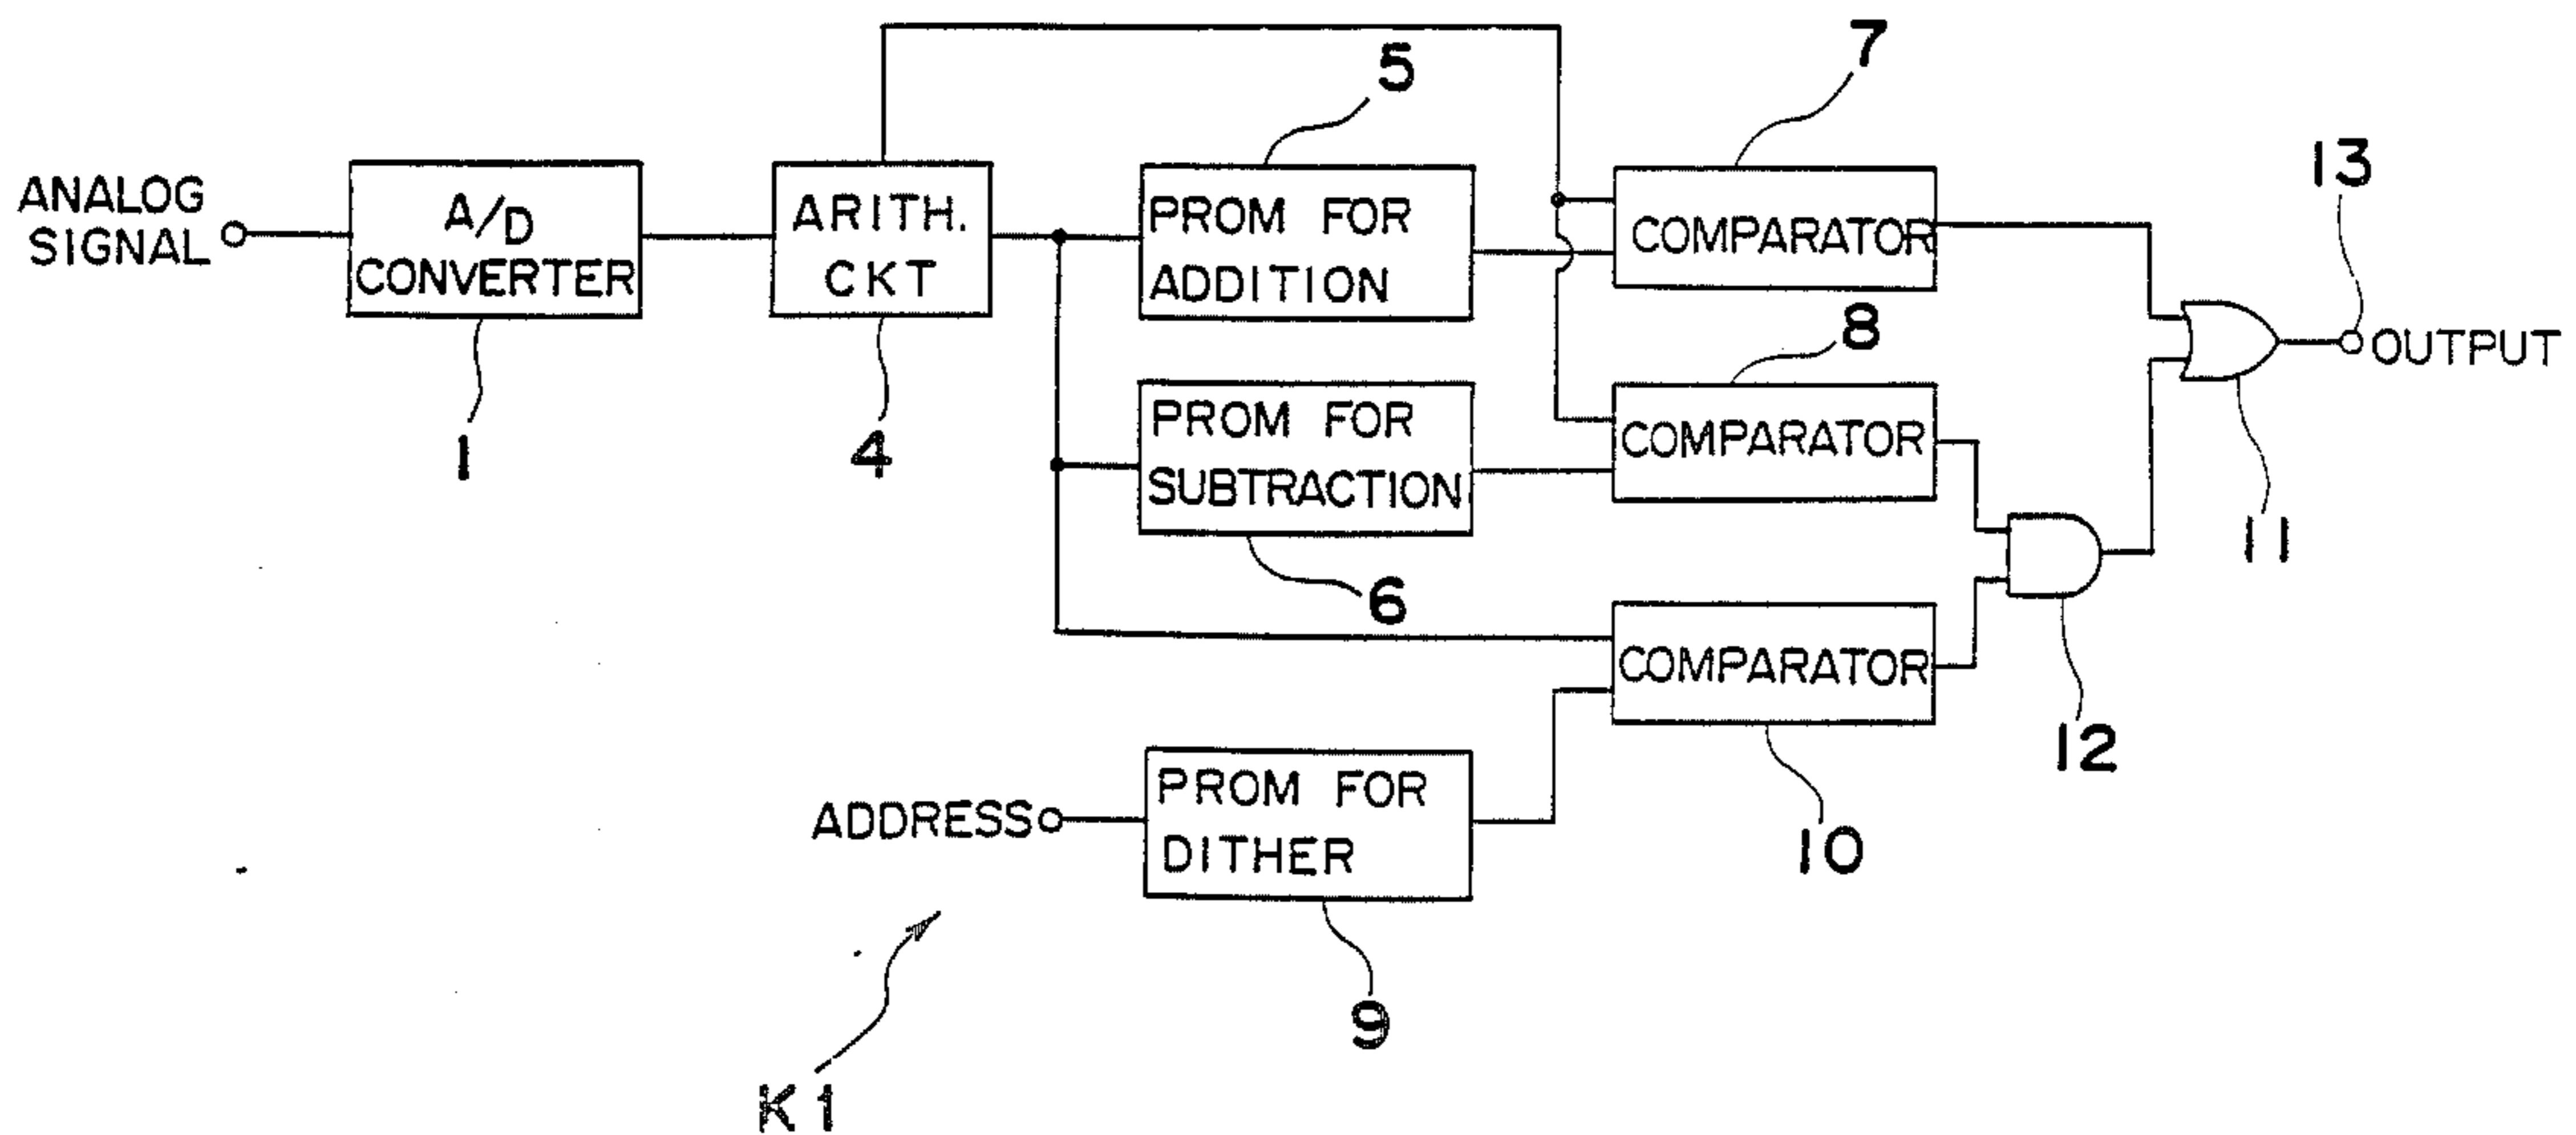 ANALOG
SIGNAL
A/D
CONVERTER
1
ARITH.
CKT
4
5
PROM FOR
ADDITION
7
COMPARATOR
13
OUTPUT
PROM FOR
SUBTRACTION
6
8
COMPARATOR
11
12
COMPARATOR
10
ADDRESS
PROM FOR
DITHER
9
K1